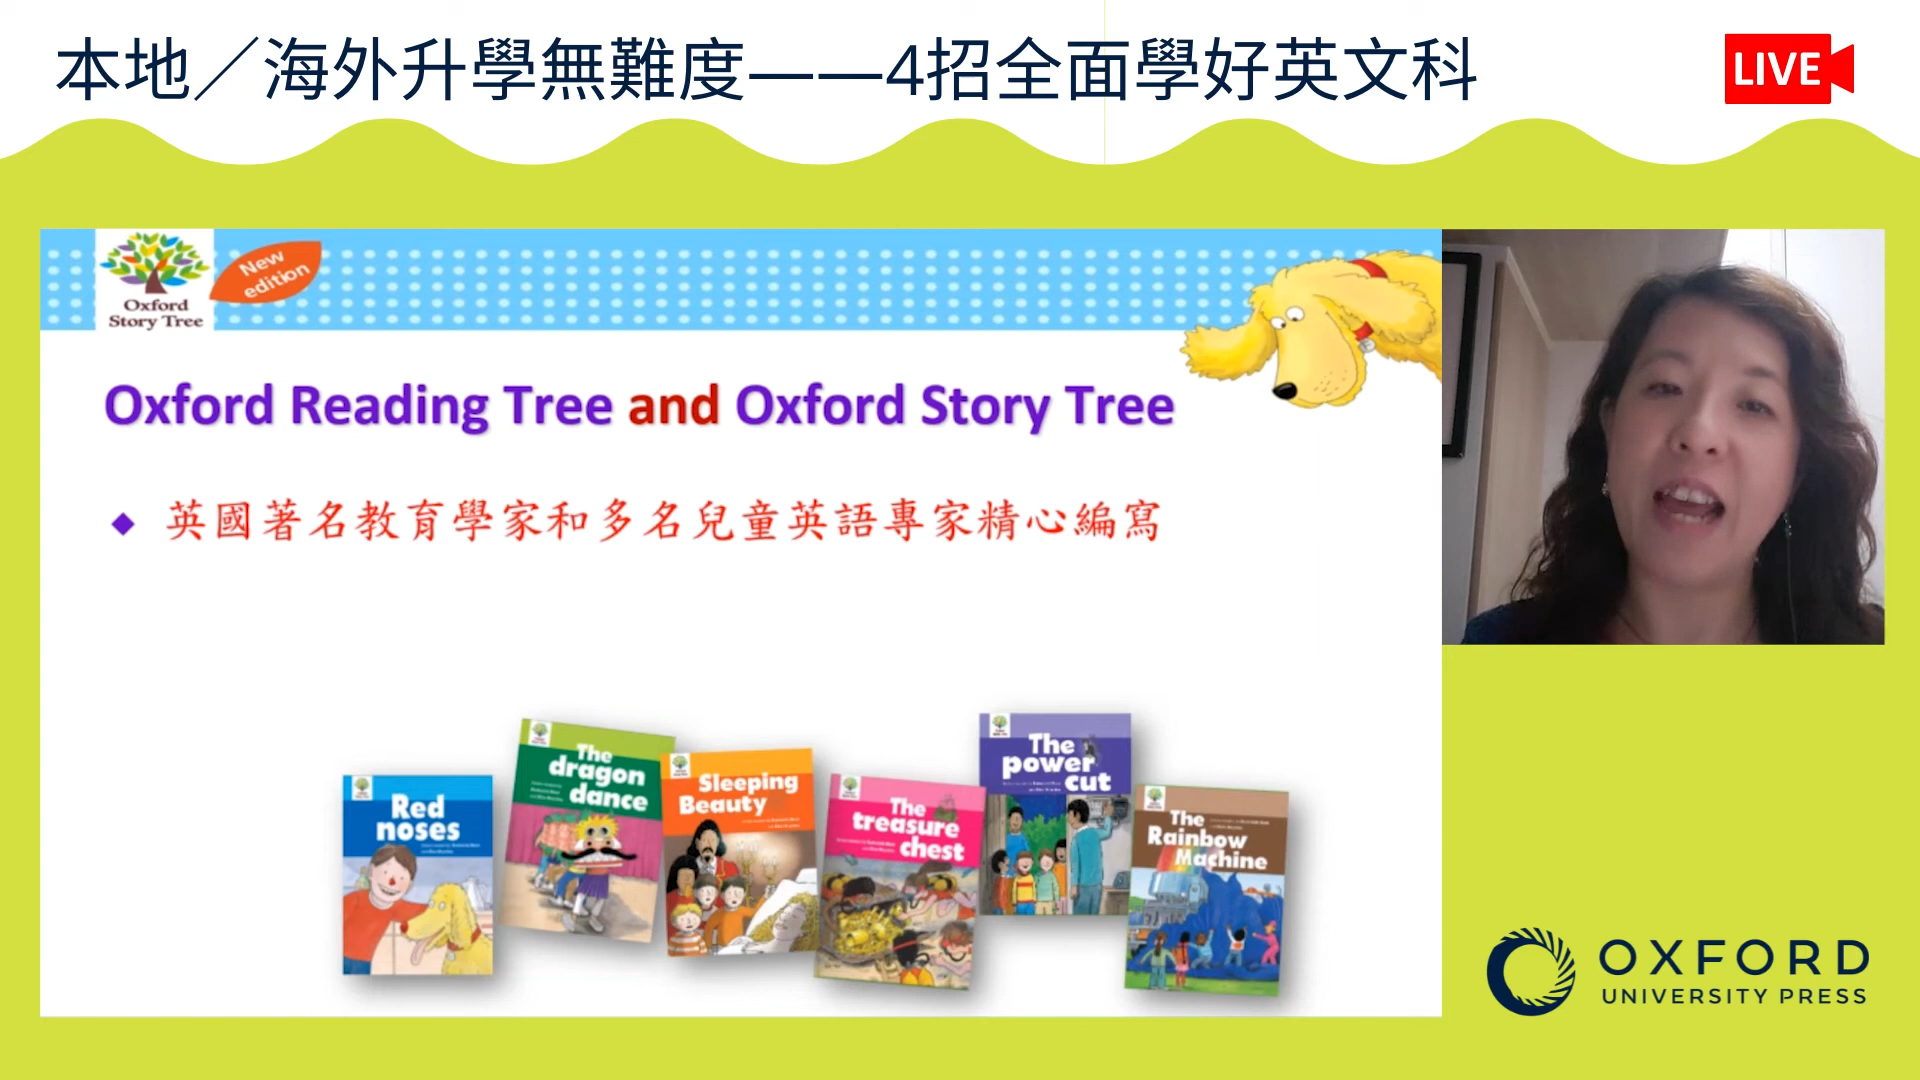 本地／海外升學無難度——4招全面學好英文科
LIVE
Oxford
Story Tree
New
edition
Oxford Reading Tree and Oxford Story Tree
◆ 英國著名教育學家和多名兒童英語專家精心編寫
Red
noses
The
dragon
dance
Sleeping
Beauty
The
treasure
chest
The
power
cut
The
Rainbow
Machine
OXFORD
UNIVERSITY PRESS